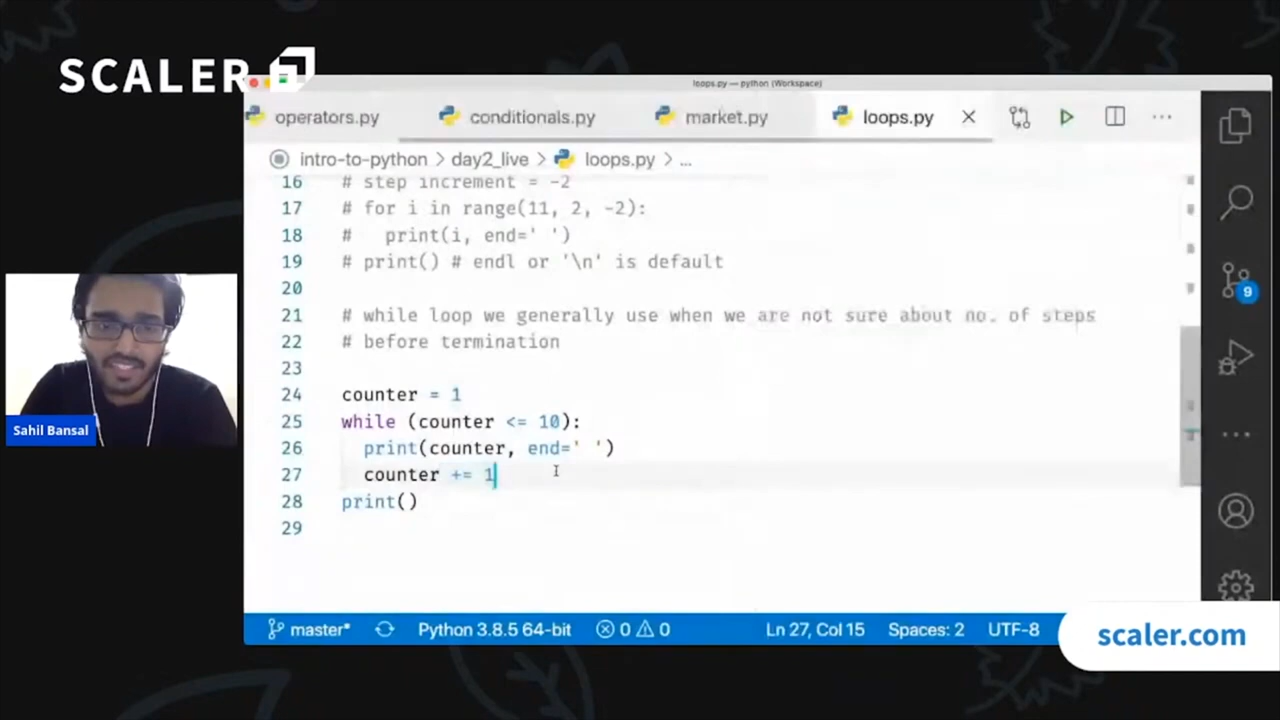 SCALER
loops.py — python (Workspace)
operators.py conditionals.py market.py loops.py
intro-to-python > day2_live > loops.py > ...
16 # step increment = -2
17 # for i in range(11, 2, -2):
18 #   print(i, end=' ')
19 # print() # endl or '\n' is default
20
21 # while loop we generally use when we are not sure about no. of steps
22 # before termination
23
24 counter = 1
25 while (counter <= 10):
26   print(counter, end=' ')
27   counter += 1
28 print()
29
9
Sahil Bansal
master* Python 3.8.5 64-bit 0 0 Ln 27, Col 15 Spaces: 2 UTF-8
scaler.com